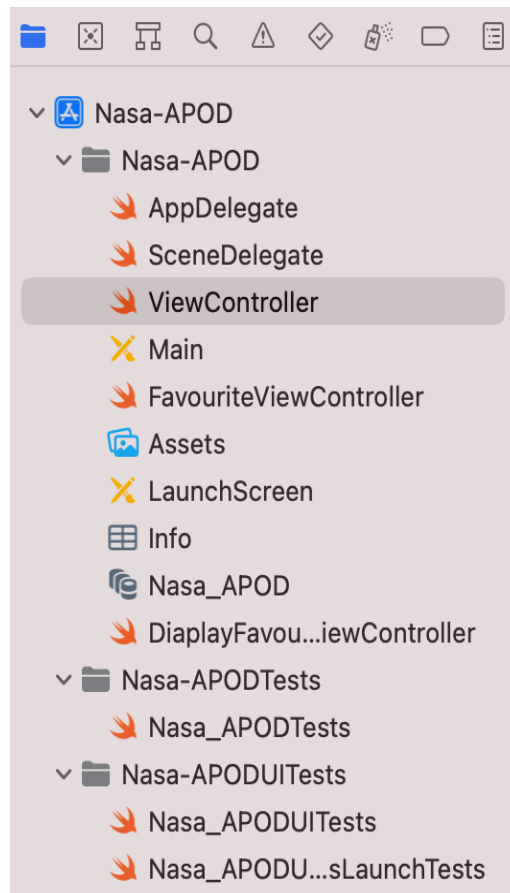 Nasa-APOD
Nasa-APOD
AppDelegate
SceneDelegate
ViewController
Main
FavouriteViewController
Assets
LaunchScreen
Info
Nasa_APOD
DiaplayFavou...iewController
Nasa-APODTests
Nasa_APODTests
Nasa-APODUITests
Nasa_APODUITests
Nasa_APODU...sLaunchTests